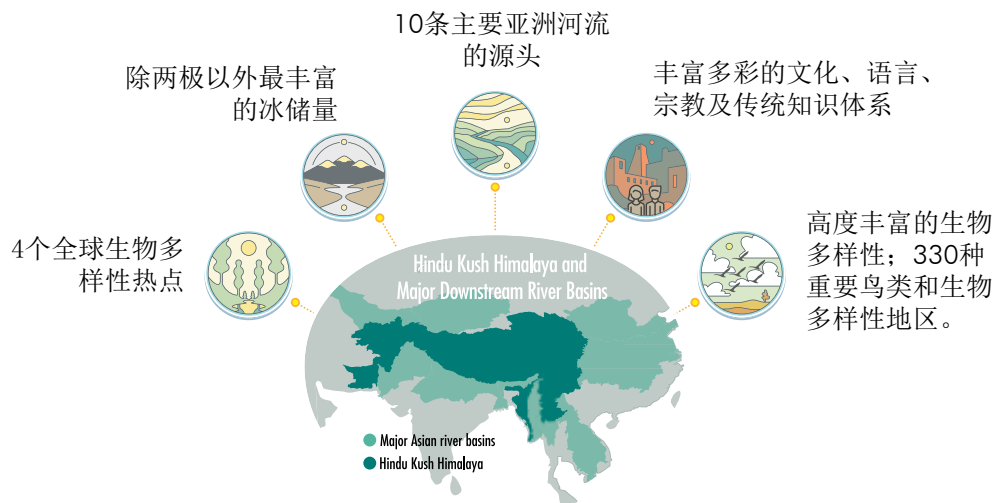 10条主要亚洲河流
的源头
除两极以外最丰富
的冰储量
丰富多彩的文化、语言、
宗教及传统知识体系
4个全球生物多
样性热点
高度丰富的生物
多样性；330种
重要鸟类和生物
多样性地区。
Hindu Kush Himalaya and
Major Downstream River Basins
Major Asian river basins
Hindu Kush Himalaya